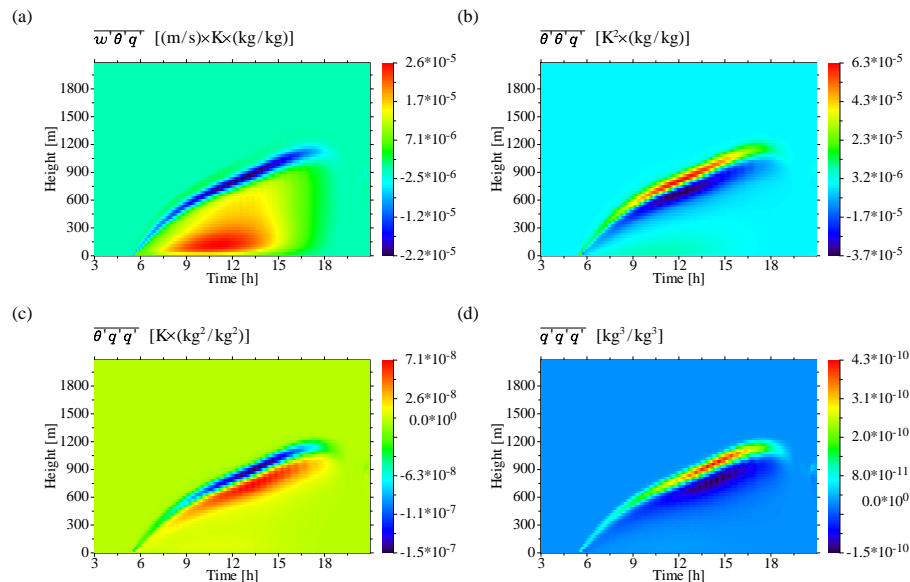 (a)
w'θ'q' [(m/s)×K×(kg/kg)]
Height [m]
1800
1500
1200
900
600
300
0
3 6 9 12 15 18
Time [h]
2.6*10-5
1.7*10-5
7.1*10-6
-2.5*10-6
-1.2*10-5
-2.2*10-5
(b)
θ'θ'q' [K2×(kg/kg)]
Height [m]
1800
1500
1200
900
600
300
0
3 6 9 12 15 18
Time [h]
6.3*10-5
4.3*10-5
2.3*10-5
3.2*10-6
-1.7*10-5
-3.7*10-5
(c)
θ'q'q' [K×(kg2/kg2)]
Height [m]
1800
1500
1200
900
600
300
0
3 6 9 12 15 18
Time [h]
7.1*10-8
2.6*10-8
0.0*100
-1.9*10-8
-6.3*10-8
-1.1*10-7
-1.5*10-7
(d)
q'q'q' [kg3/kg3]
Height [m]
1800
1500
1200
900
600
300
0
3 6 9 12 15 18
Time [h]
4.3*10-10
3.1*10-10
2.0*10-10
8.0*10-11
0.0*100
-3.6*10-11
-1.5*10-10